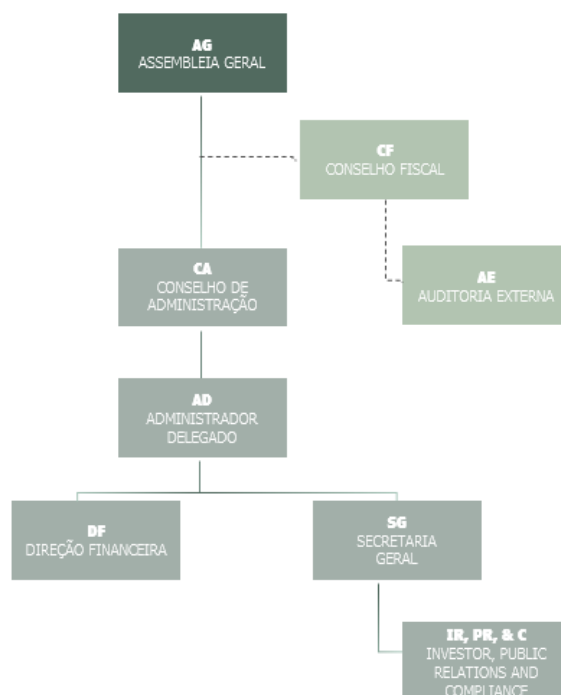 AG
ASSEMBLEIA GERAL
CF
CONSELHO FISCAL
CA
CONSELHO DE
ADMINISTRAÇÃO
AE
AUDITORIA EXTERNA
AD
ADMINISTRADOR
DELEGADO
DF
DIREÇÃO FINANCEIRA
SG
SECRETARIA
GERAL
IR, PR, & C
INVESTOR, PUBLIC
RELATIONS AND
COMPLIANCE